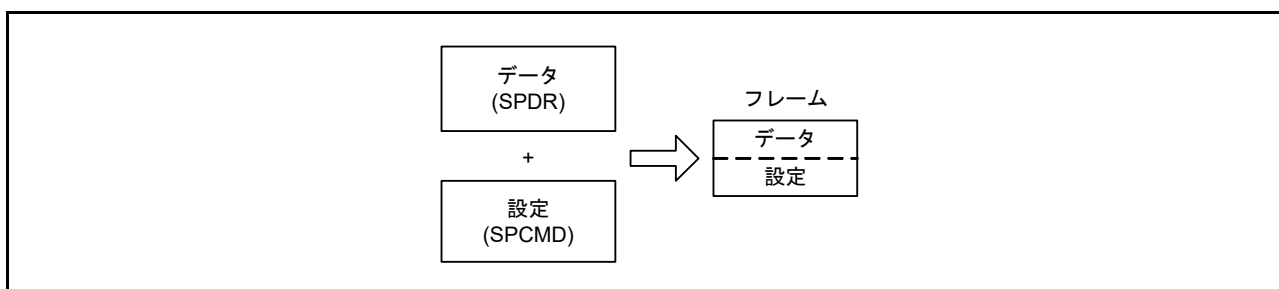 データ
(SPDR)
+
設定
(SPCMD)
フレーム
データ
設定